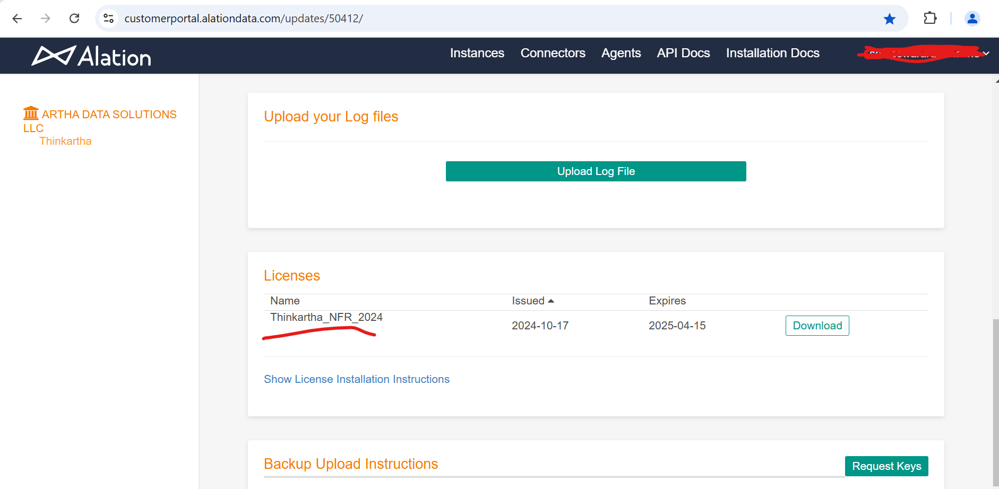 customerportal.alationdata.com/updates/50412/
Alation
Instances Connectors Agents API Docs Installation Docs
ARTHA DATA SOLUTIONS
LLC
Thinkartha
Upload your Log files
Upload Log File
Licenses
Name Issued Expires
Thinkartha_NFR_2024 2024-10-17 2025-04-15 Download
Show License Installation Instructions
Backup Upload Instructions Request Keys